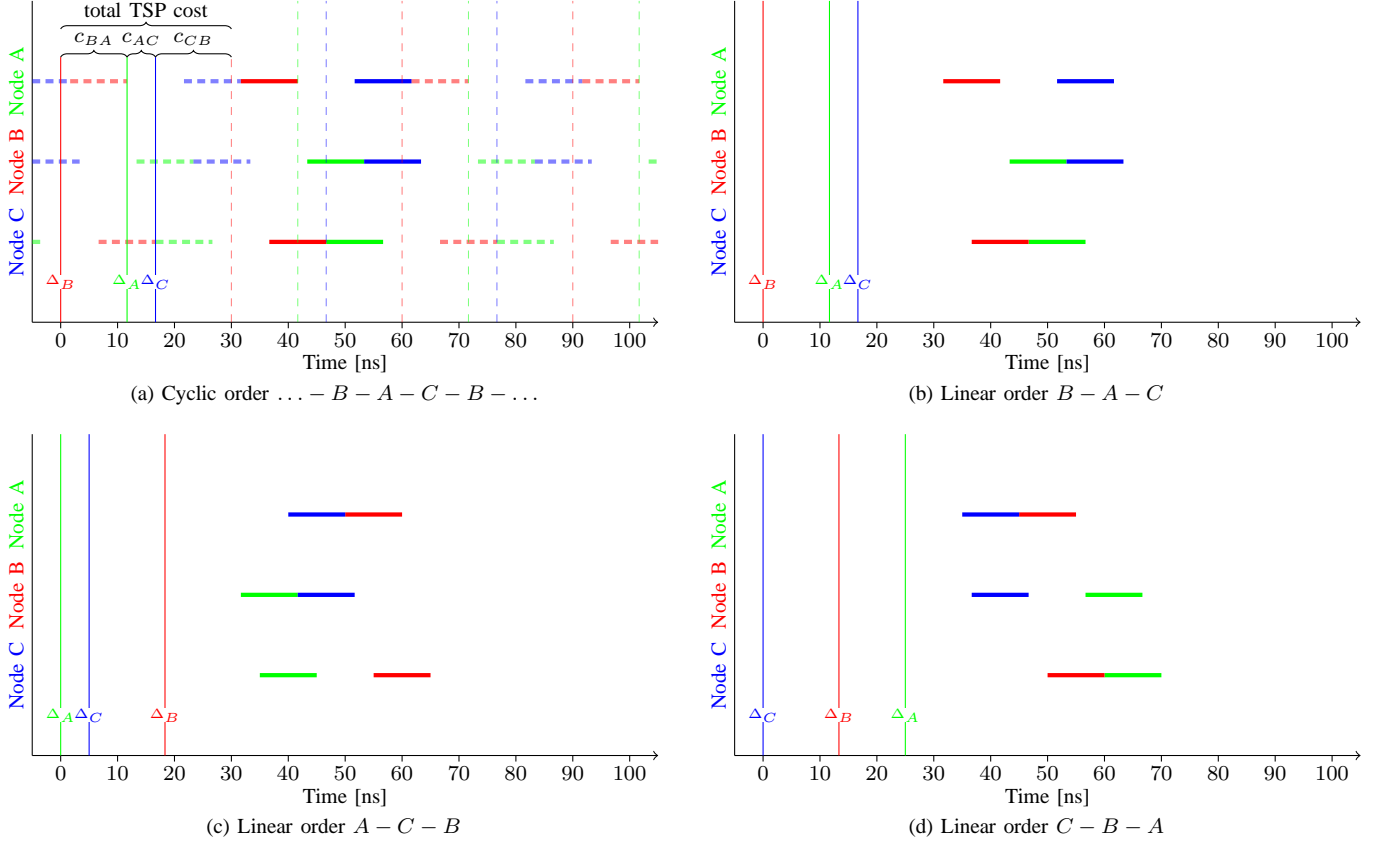 total TSP cost
c_{BA} c_{AC} c_{CB}
Node A
Node B
Node C
Δ_B Δ_A Δ_C
0 10 20 30 40 50 60 70 80 90 100
Time [ns]
(a) Cyclic order . . . − B − A − C − B − . . .
Node A
Node B
Node C
Δ_B Δ_A Δ_C
0 10 20 30 40 50 60 70 80 90 100
Time [ns]
(b) Linear order B − A − C
Node A
Node B
Node C
Δ_A Δ_C Δ_B
0 10 20 30 40 50 60 70 80 90 100
Time [ns]
(c) Linear order A − C − B
Node A
Node B
Node C
Δ_C Δ_B Δ_A
0 10 20 30 40 50 60 70 80 90 100
Time [ns]
(d) Linear order C − B − A